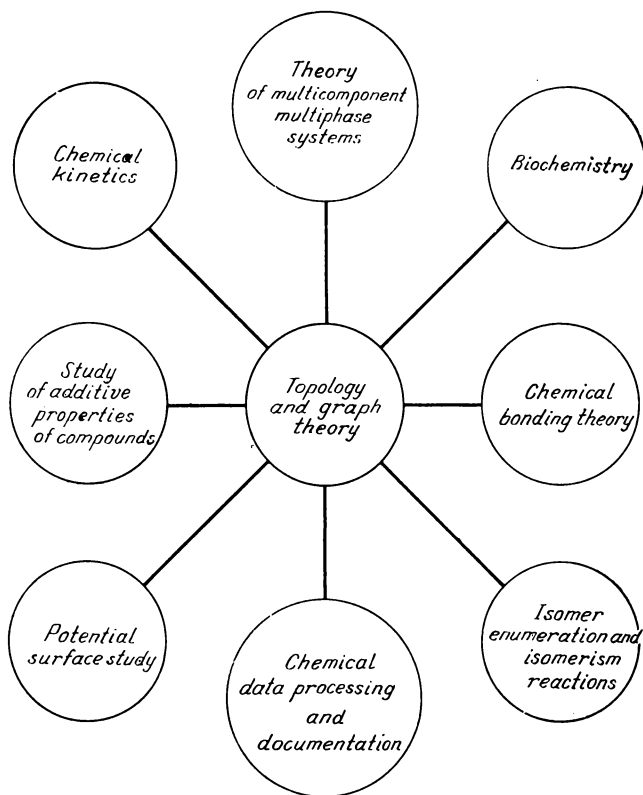 Theory
of multicomponent
multiphase
systems
Chemical
kinetics
Biochemistry
Study
of additive
properties
of compounds
Topology
and graph
theory
Chemical
bonding theory
Potential
surface study
Chemical
data processing
and
documentation
Isomer
enumeration and
isomerism
reactions